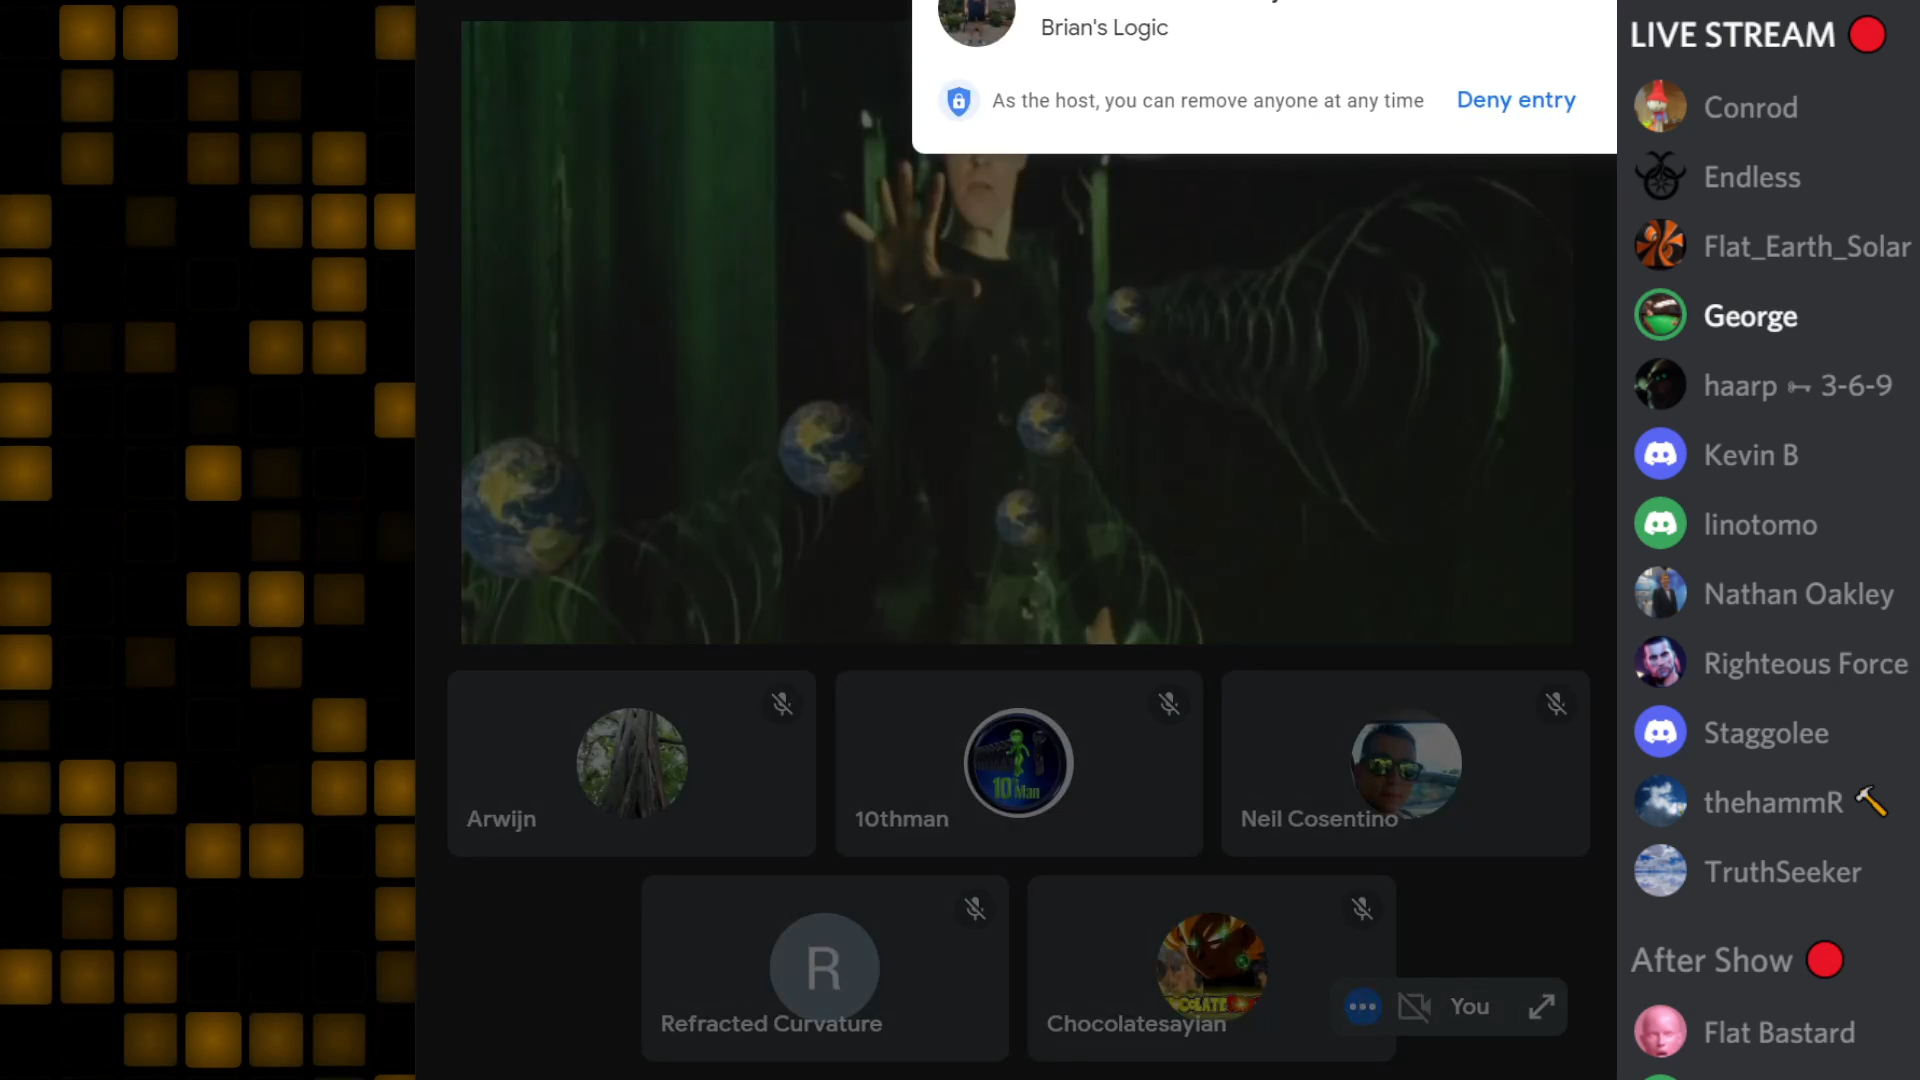 Brian's Logic
As the host, you can remove anyone at any time
Deny entry
LIVE STREAM
Conrod
Endless
Flat_Earth_Solar
George
haarp 3-6-9
Kevin B
linotomo
Nathan Oakley
Righteous Force
Staggolee
thehammR
TruthSeeker
After Show
Flat Bastard
Arwijn
10thman
10th Man
Neil Cosentino
R
Refracted Curvature
Chocolatesayian
You